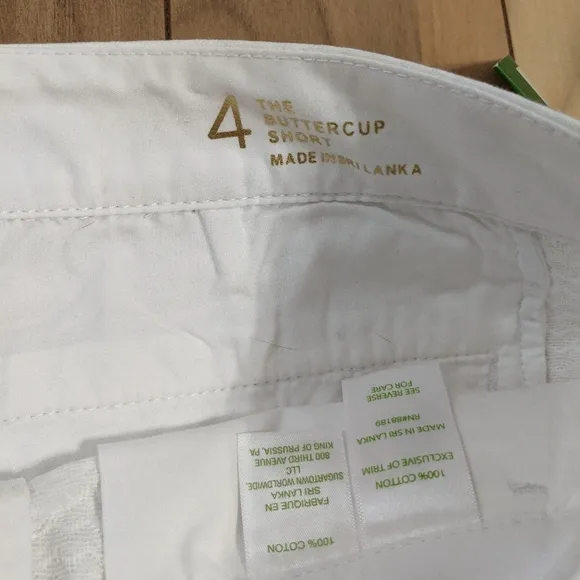 4
THE
BUTTERCUP
SHORT
MADE IN SRI LANKA
100% COTTON
EXCLUSIVE OF TRIM
MADE IN SRI LANKA
RN#88189
SEE REVERSE
FOR CARE
100% COTON
FABRIQUE EN
SRI LANKA
SUGARTOWN WORLDWIDE,
LLC
800 THIRD AVENUE
KING OF PRUSSIA, PA